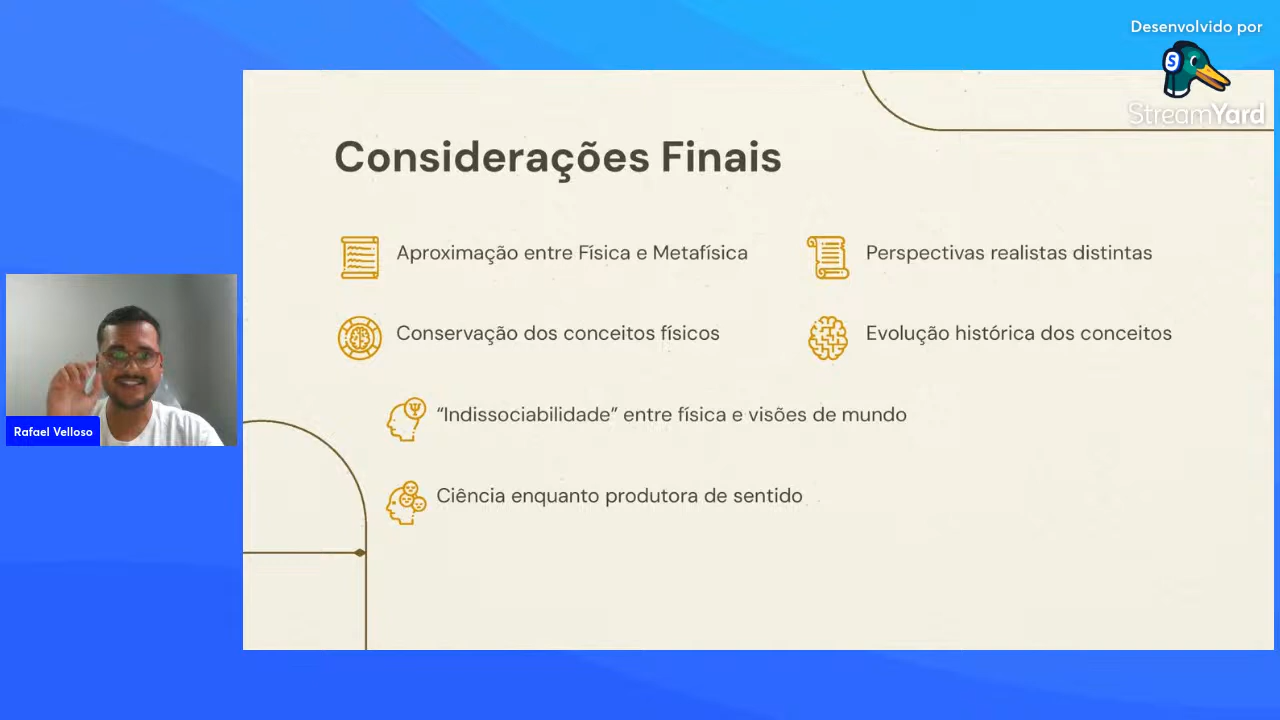 Desenvolvido por
StreamYard
Considerações Finais
Aproximação entre Física e Metafísica
Perspectivas realistas distintas
Conservação dos conceitos físicos
Evolução histórica dos conceitos
“Indissociabilidade” entre física e visões de mundo
Ciência enquanto produtora de sentido
Rafael Velloso